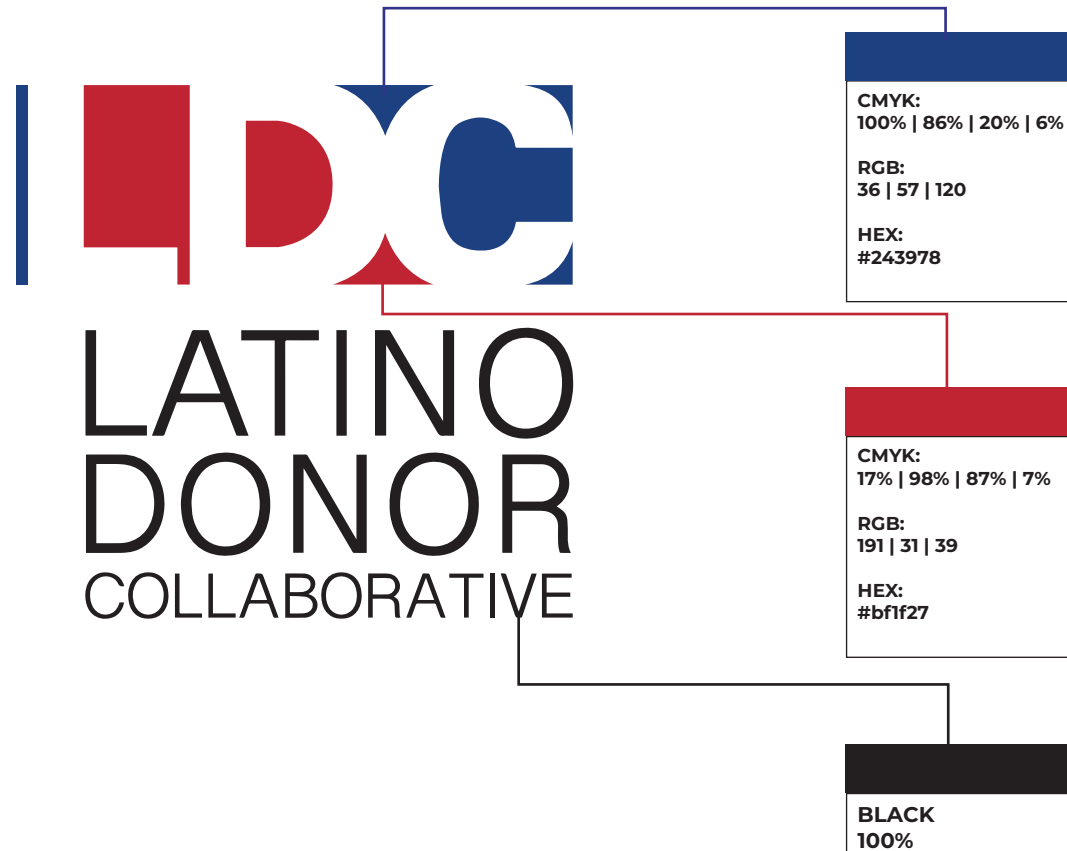 LDC
LATINO
DONOR
COLLABORATIVE
CMYK:
100% | 86% | 20% | 6%
RGB:
36 | 57 | 120
HEX:
#243978
CMYK:
17% | 98% | 87% | 7%
RGB:
191 | 31 | 39
HEX:
#bf1f27
BLACK
100%